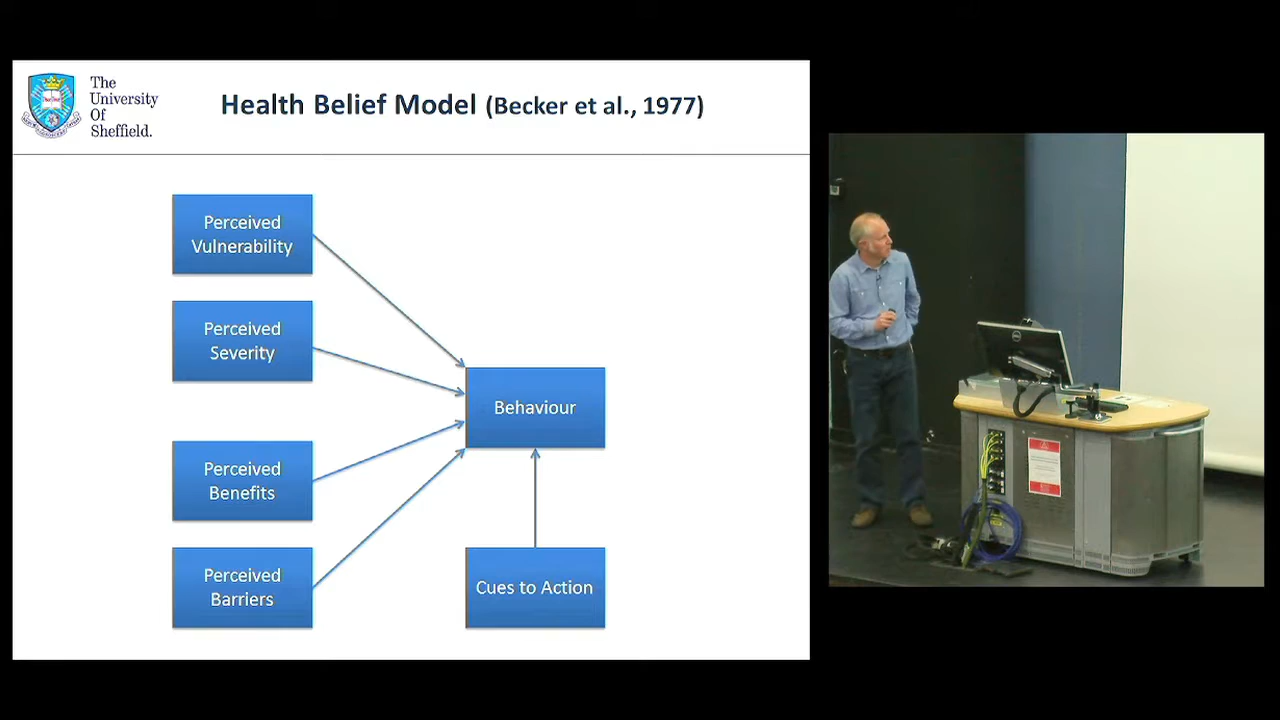 The
University
Of
Sheffield.
Health Belief Model (Becker et al., 1977)
Perceived
Vulnerability
Perceived
Severity
Behaviour
Perceived
Benefits
Perceived
Barriers
Cues to Action